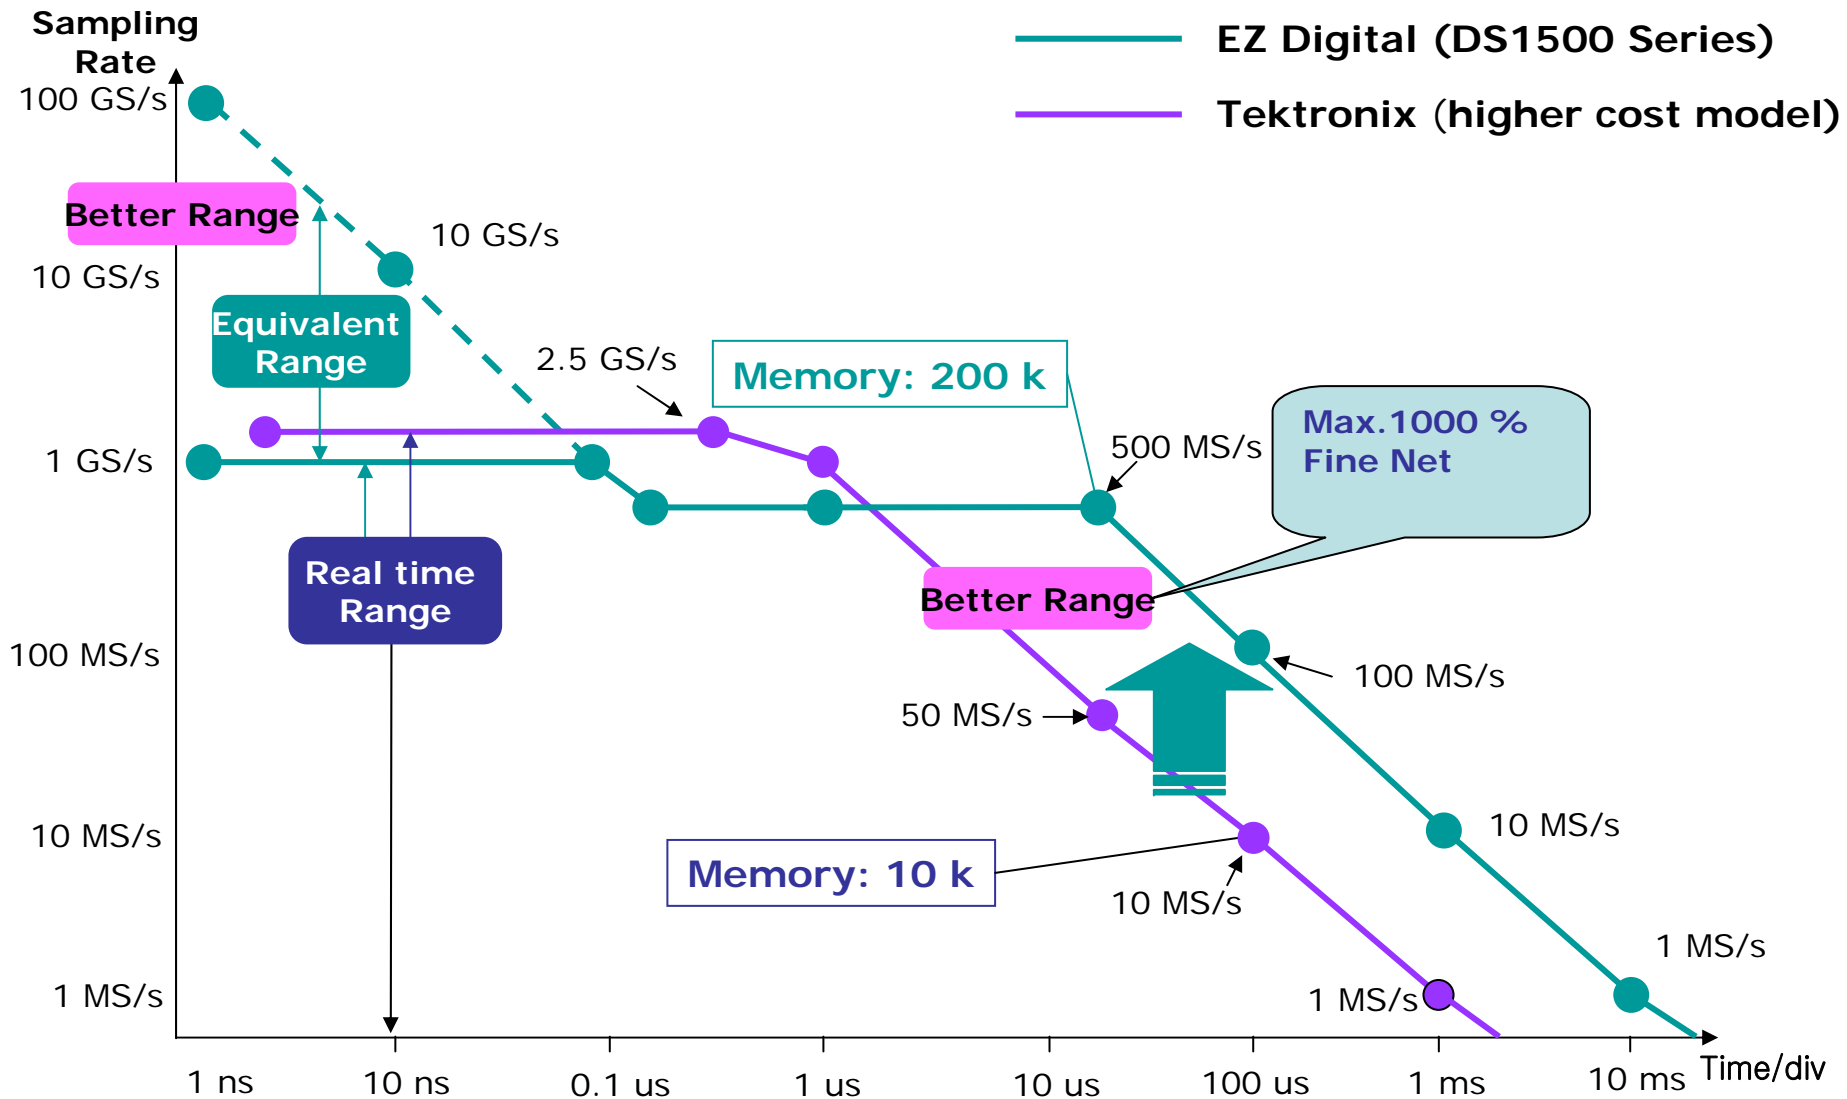 Sampling
Rate
EZ Digital (DS1500 Series)
Tektronix (higher cost model)
100 GS/s
Better Range
10 GS/s
10 GS/s
Equivalent
Range
2.5 GS/s
Memory: 200 k
Max.1000 %
Fine Net
500 MS/s
1 GS/s
Real time
Range
Better Range
100 MS/s
100 MS/s
50 MS/s
10 MS/s
10 MS/s
Memory: 10 k
10 MS/s
1 MS/s
1 MS/s
1 MS/s
1 ns
10 ns
0.1 us
1 us
10 us
100 us
1 ms
10 ms
Time/div